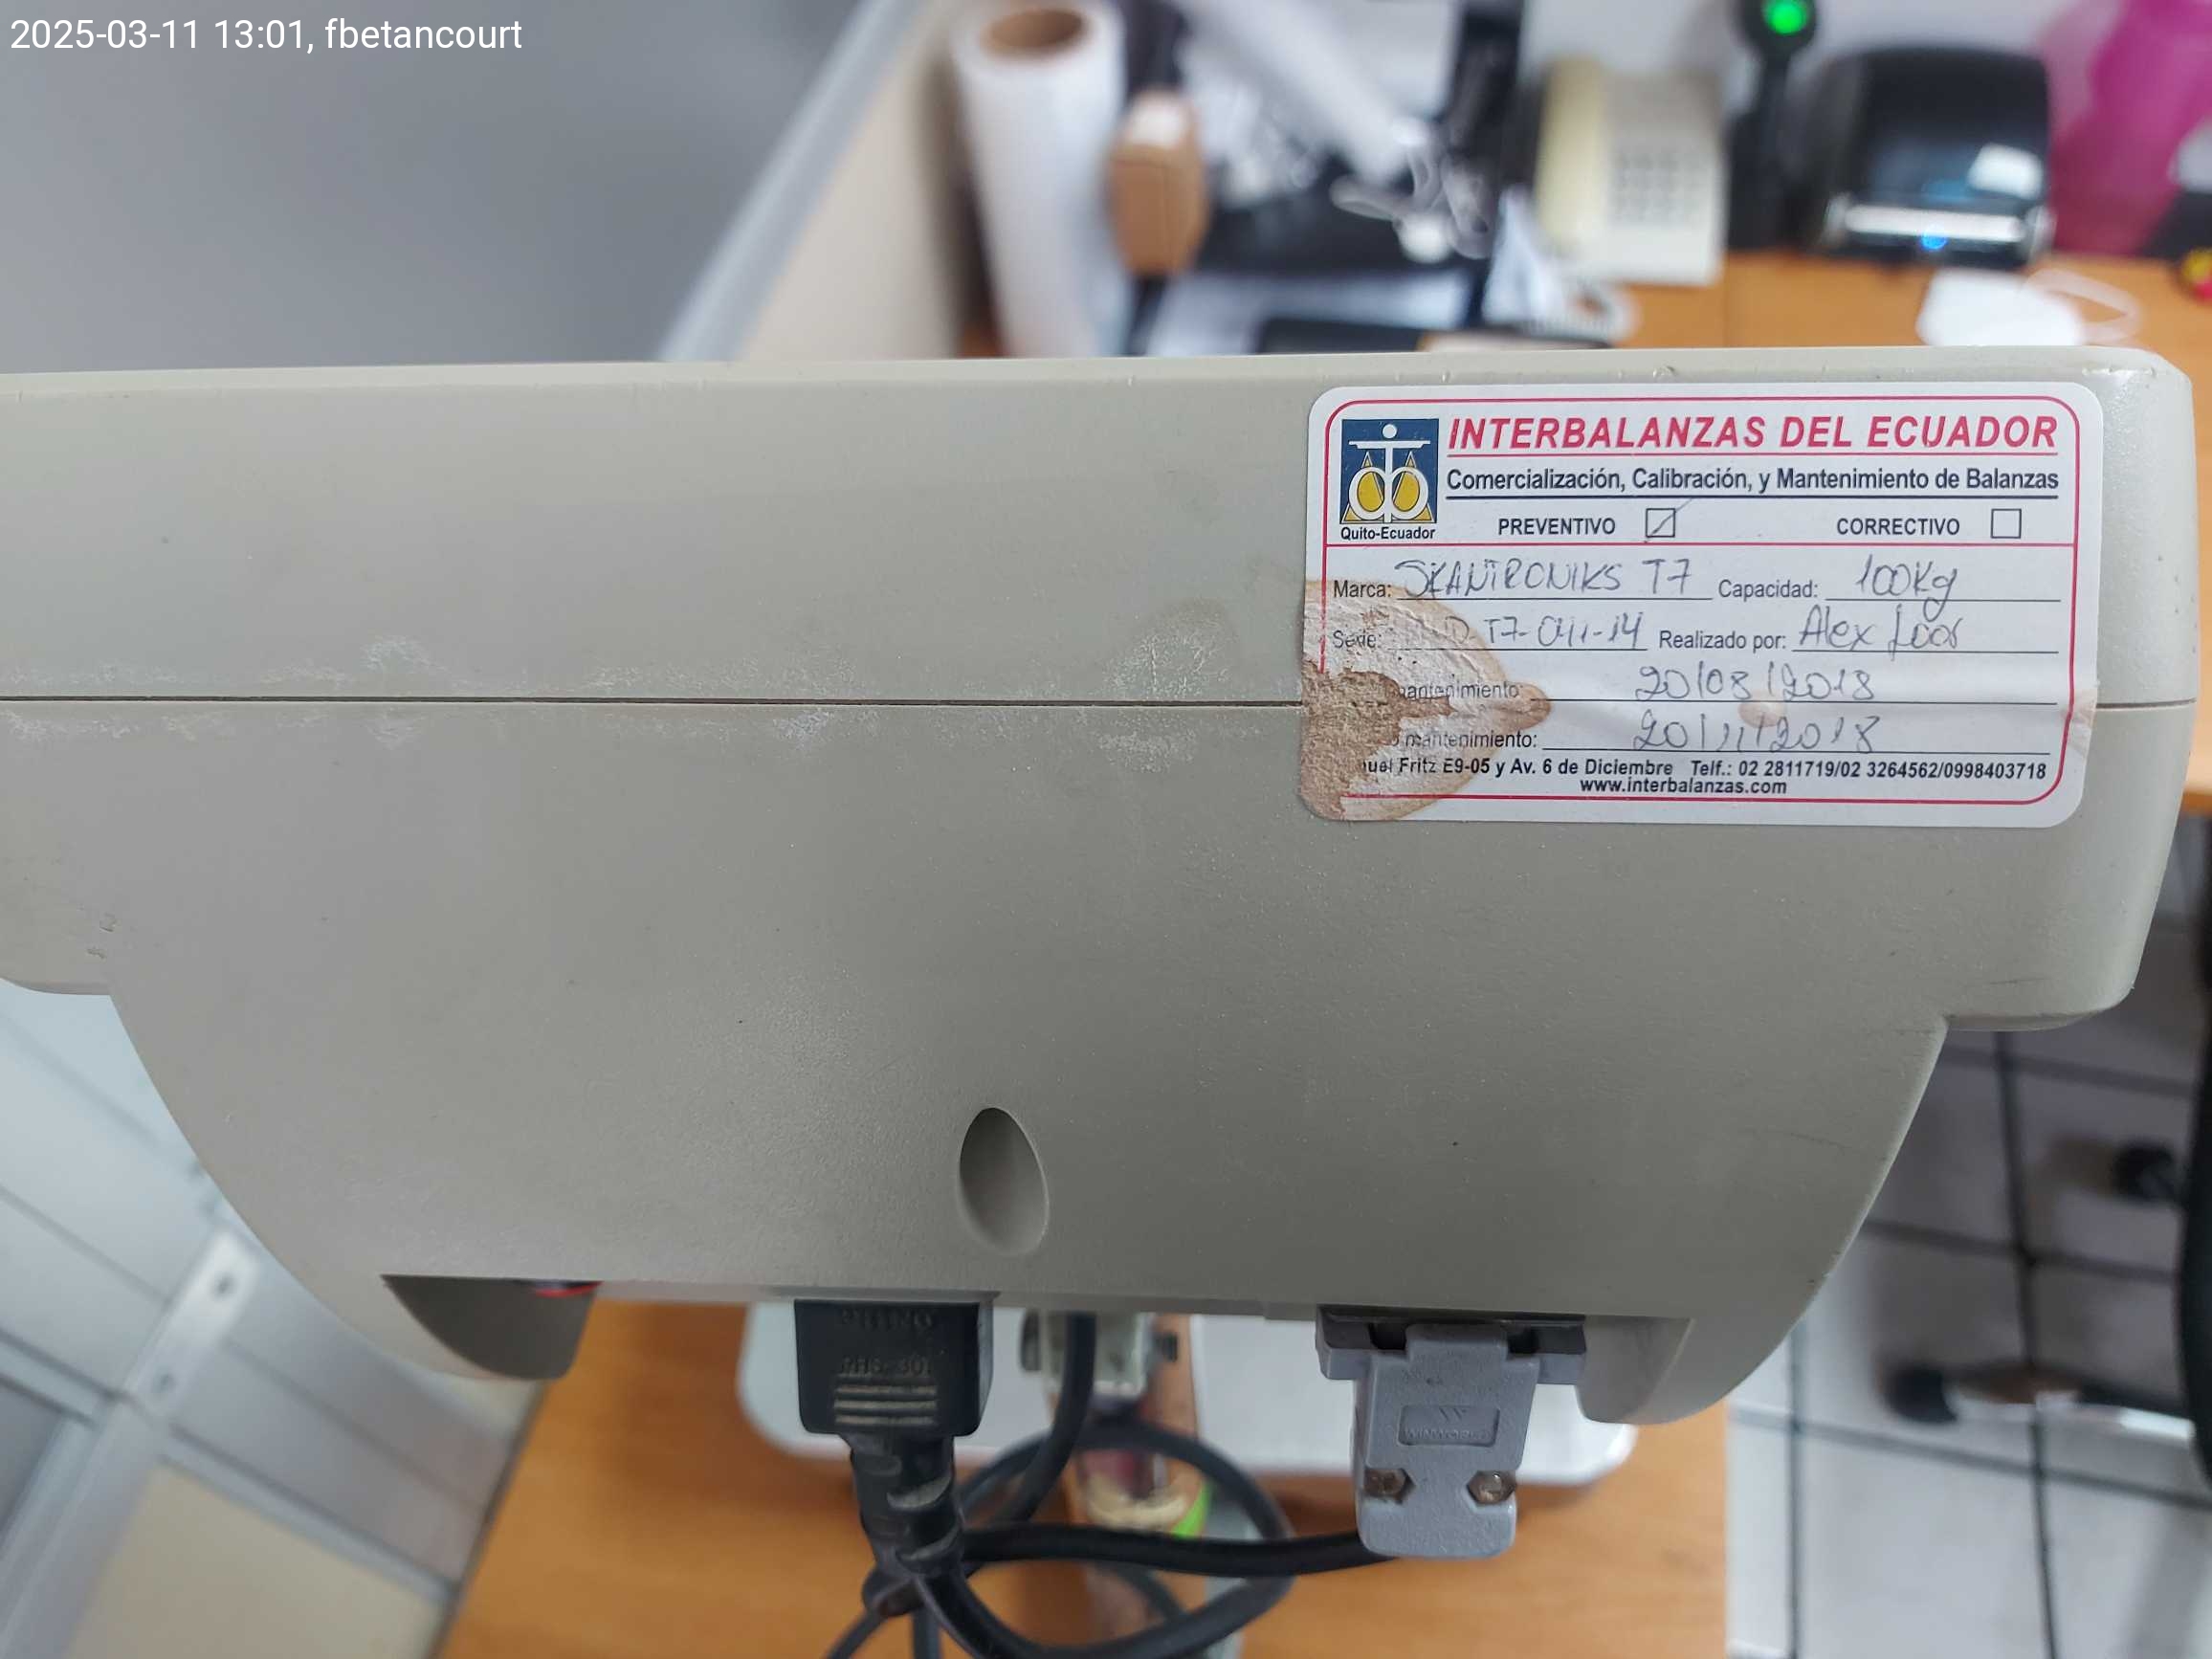 2025-03-11 13:01, fbetancourt
INTERBALANZAS DEL ECUADOR
Comercialización, Calibración, y Mantenimiento de Balanzas
Quito-Ecuador
PREVENTIVO CORRECTIVO
Marca: SKANTRONIKS T7 Capacidad: 100Kg
Serie: T7-041-14 Realizado por: Alex Loor
mantenimiento: 20/08/2018
mantenimiento: 20/11/2018
Fritz E9-05 y Av. 6 de Diciembre Telf.: 02 2811719/02 3264562/0998403718
www.interbalanzas.com